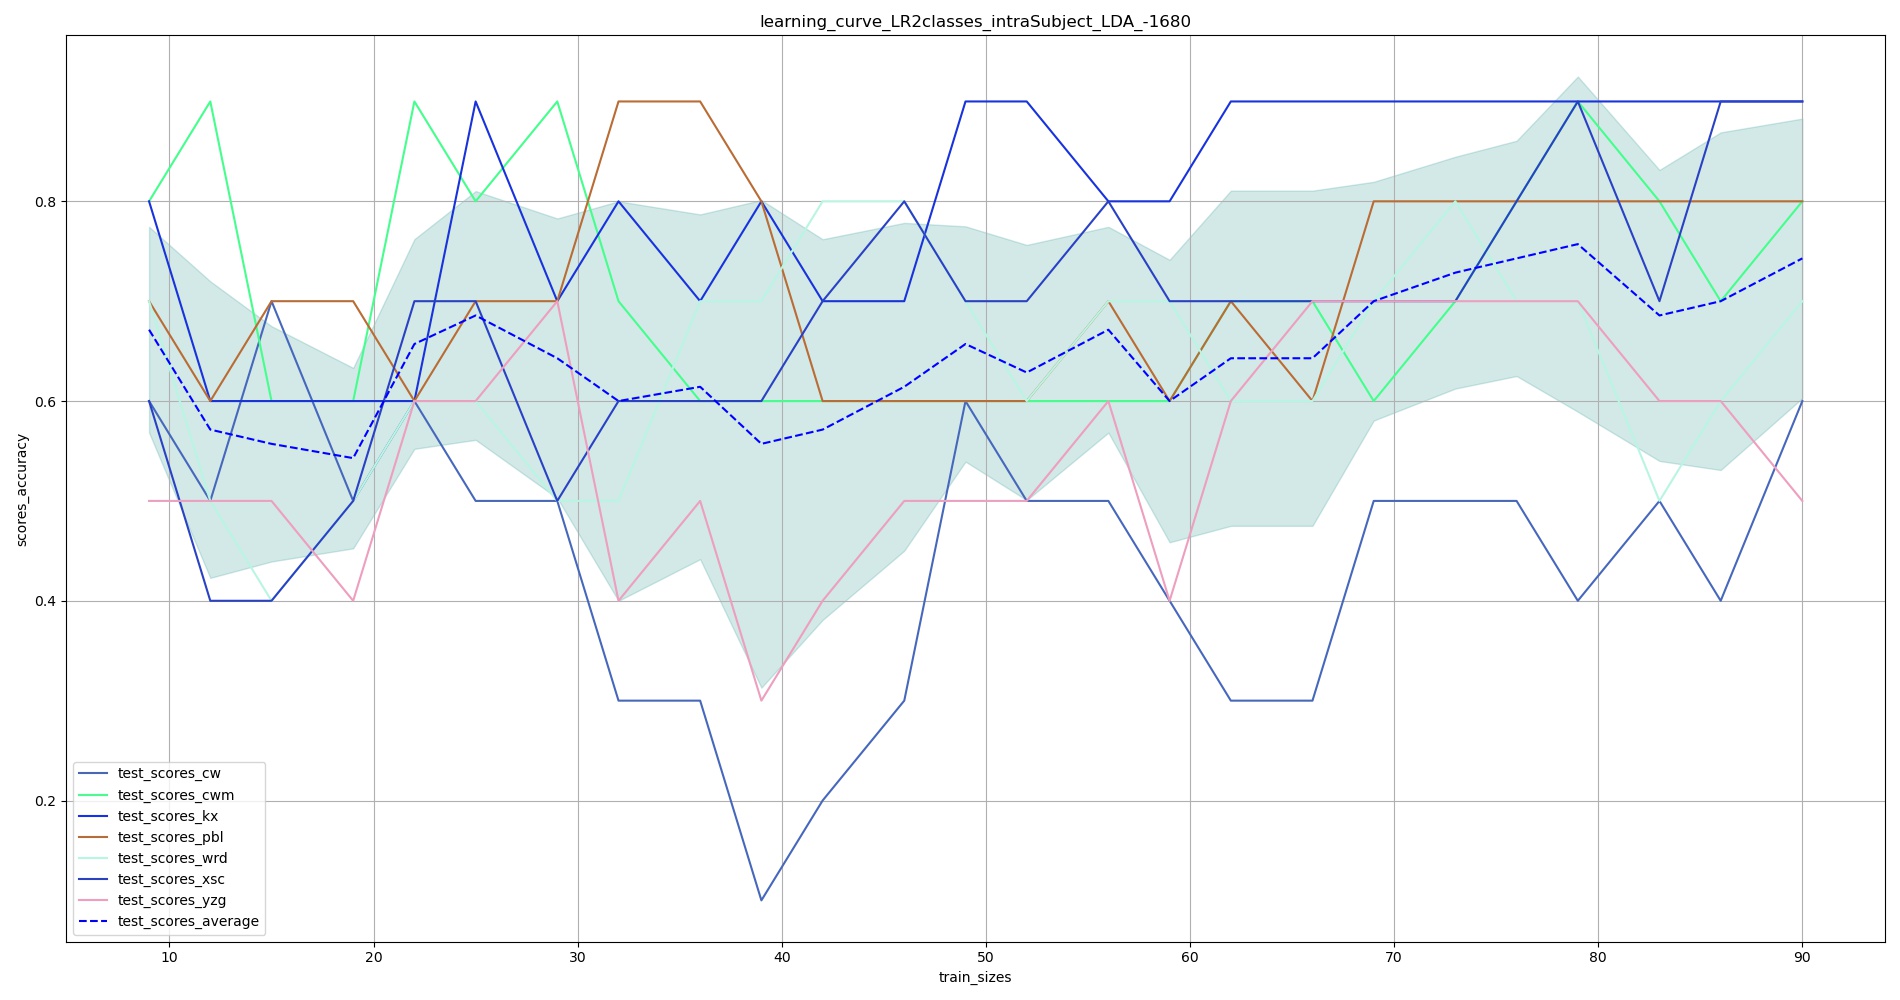 learning_curve_LR2classes_intraSubject_LDA_-1680
scores_accuracy
0.8
0.6
0.4
0.2
test_scores_cw
test_scores_cwm
test_scores_kx
test_scores_pbl
test_scores_wrd
test_scores_xsc
test_scores_yzg
test_scores_average
10 20 30 40 50 60 70 80 90
train_sizes